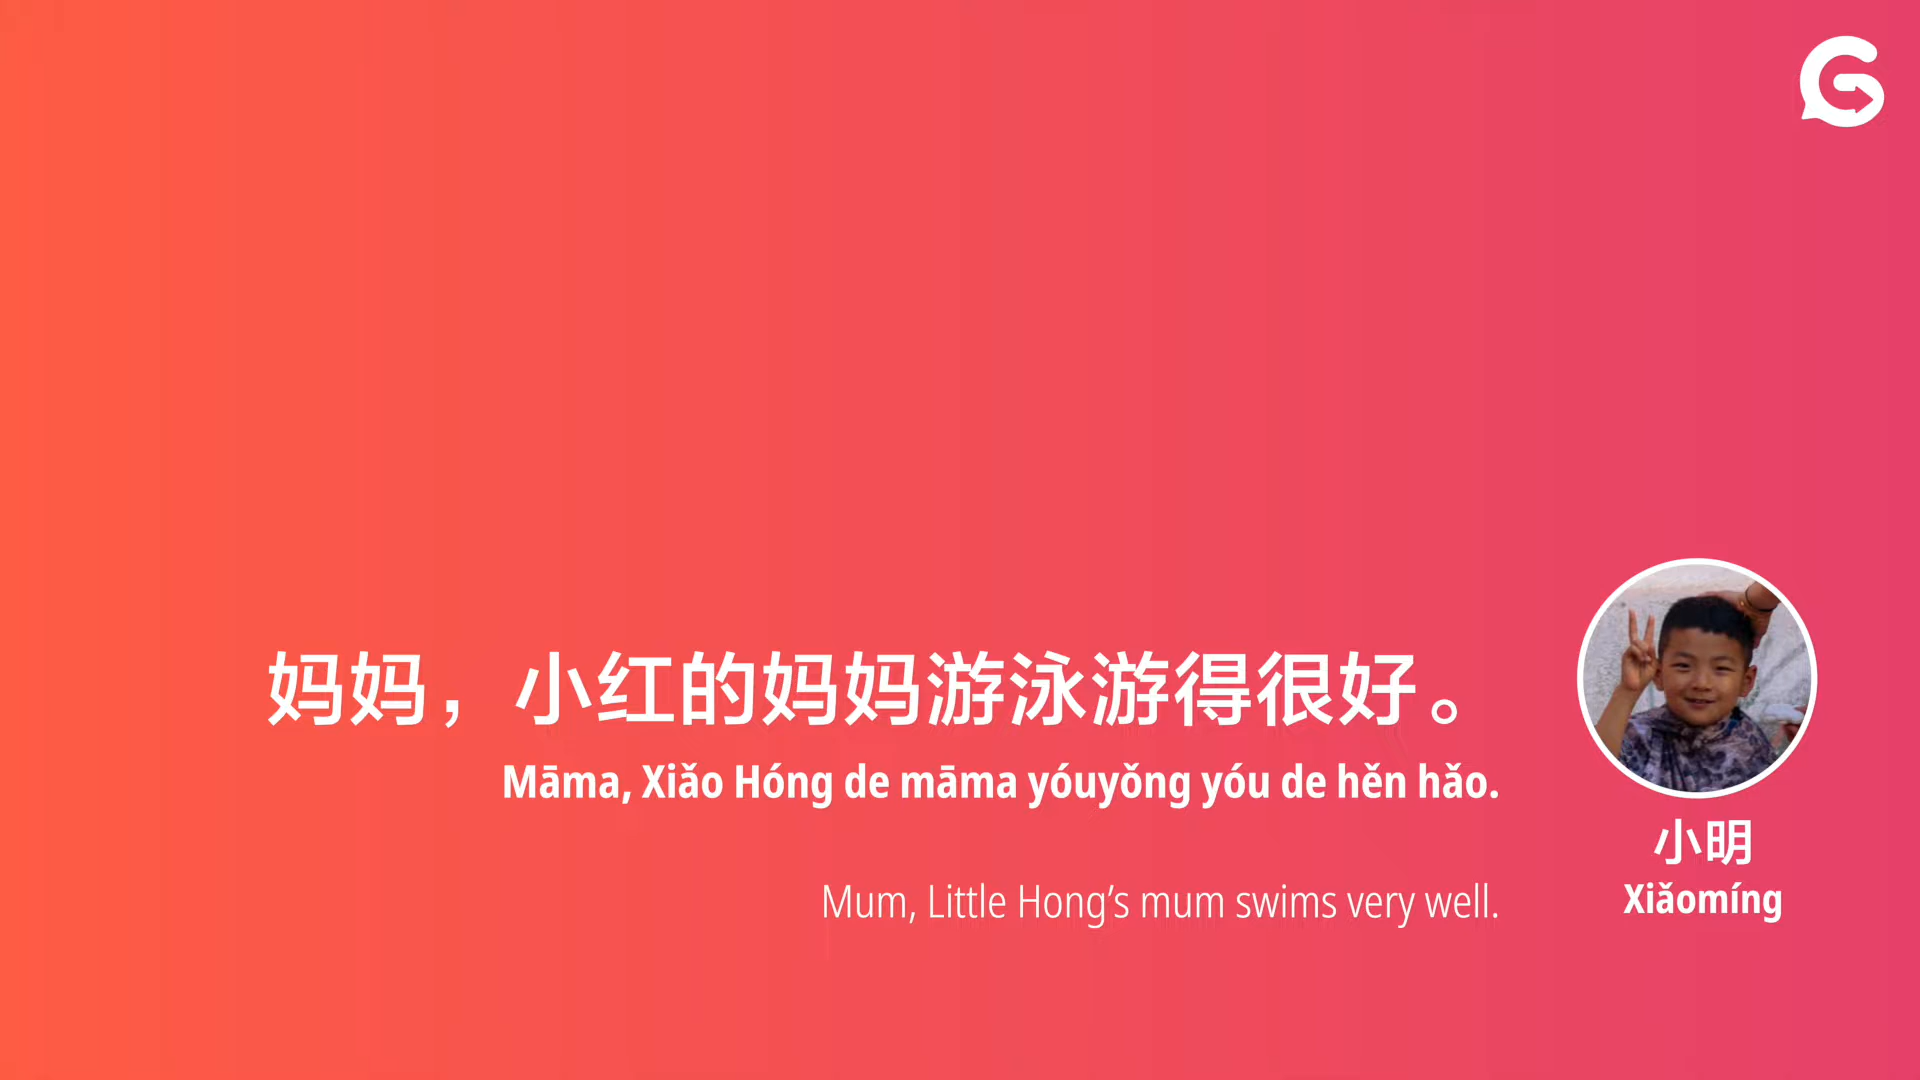 妈妈，小红的妈妈游泳游得很好。
Māma, Xiǎo Hóng de māma yóuyǒng yóu de hěn hǎo.
Mum, Little Hong’s mum swims very well.
小明
Xiǎomíng